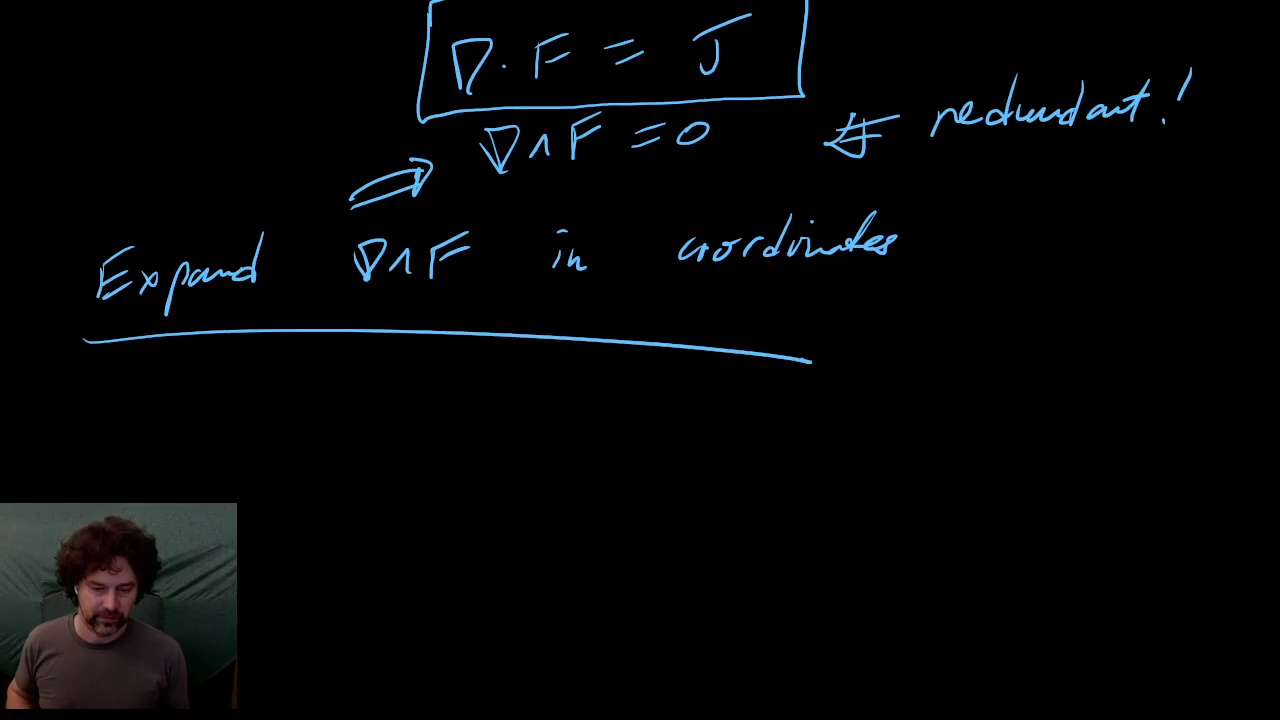 ∇·F = J
∇∧F = 0 ⇐ redundant!
⇒
Expand ∇∧F in coordinates